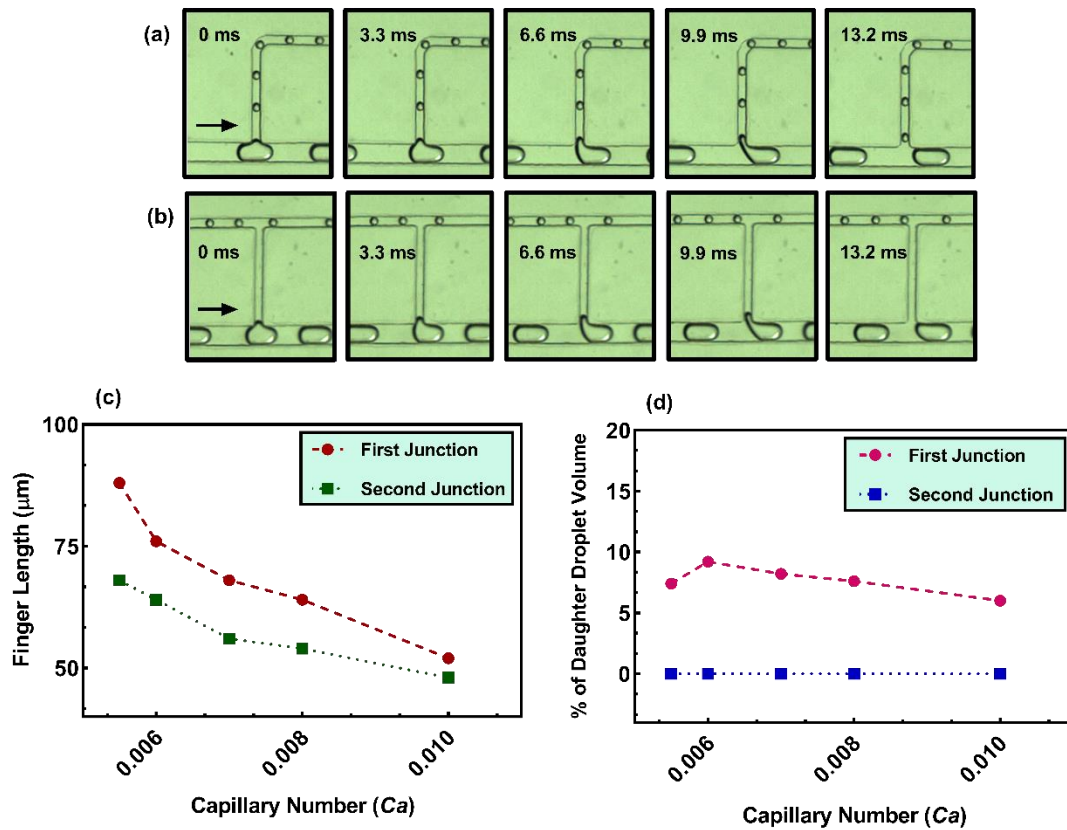 (a)
0 ms
3.3 ms
6.6 ms
9.9 ms
13.2 ms
(b)
0 ms
3.3 ms
6.6 ms
9.9 ms
13.2 ms
(c)
100
75
50
Finger Length (μm)
First Junction
Second Junction
0.006
0.008
0.010
Capillary Number (Ca)
(d)
20
15
10
5
0
% of Daughter Droplet Volume
First Junction
Second Junction
0.006
0.008
0.010
Capillary Number (Ca)